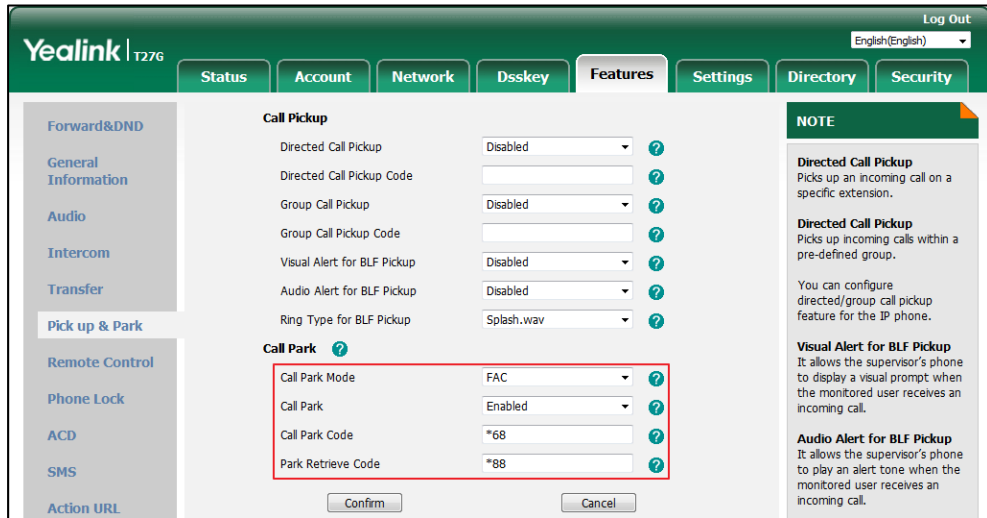 Log Out
Yealink T27G
English(English)
Status Account Network Dsskey Features Settings Directory Security
Forward&DND
General
Information
Audio
Intercom
Transfer
Pick up & Park
Remote Control
Phone Lock
ACD
SMS
Action URL
Call Pickup
Directed Call Pickup Disabled ?
Directed Call Pickup Code ?
Group Call Pickup Disabled ?
Group Call Pickup Code ?
Visual Alert for BLF Pickup Disabled ?
Audio Alert for BLF Pickup Disabled ?
Ring Type for BLF Pickup Splash.wav ?
Call Park ?
Call Park Mode FAC ?
Call Park Enabled ?
Call Park Code *68 ?
Park Retrieve Code *88 ?
Confirm Cancel
NOTE
Directed Call Pickup
Picks up an incoming call on a
specific extension.
Directed Call Pickup
Picks up incoming calls within a
pre-defined group.
You can configure
directed/group call pickup
feature for the IP phone.
Visual Alert for BLF Pickup
It allows the supervisor's phone
to display a visual prompt when
the monitored user receives an
incoming call.
Audio Alert for BLF Pickup
It allows the supervisor's phone
to play an alert tone when the
monitored user receives an
incoming call.